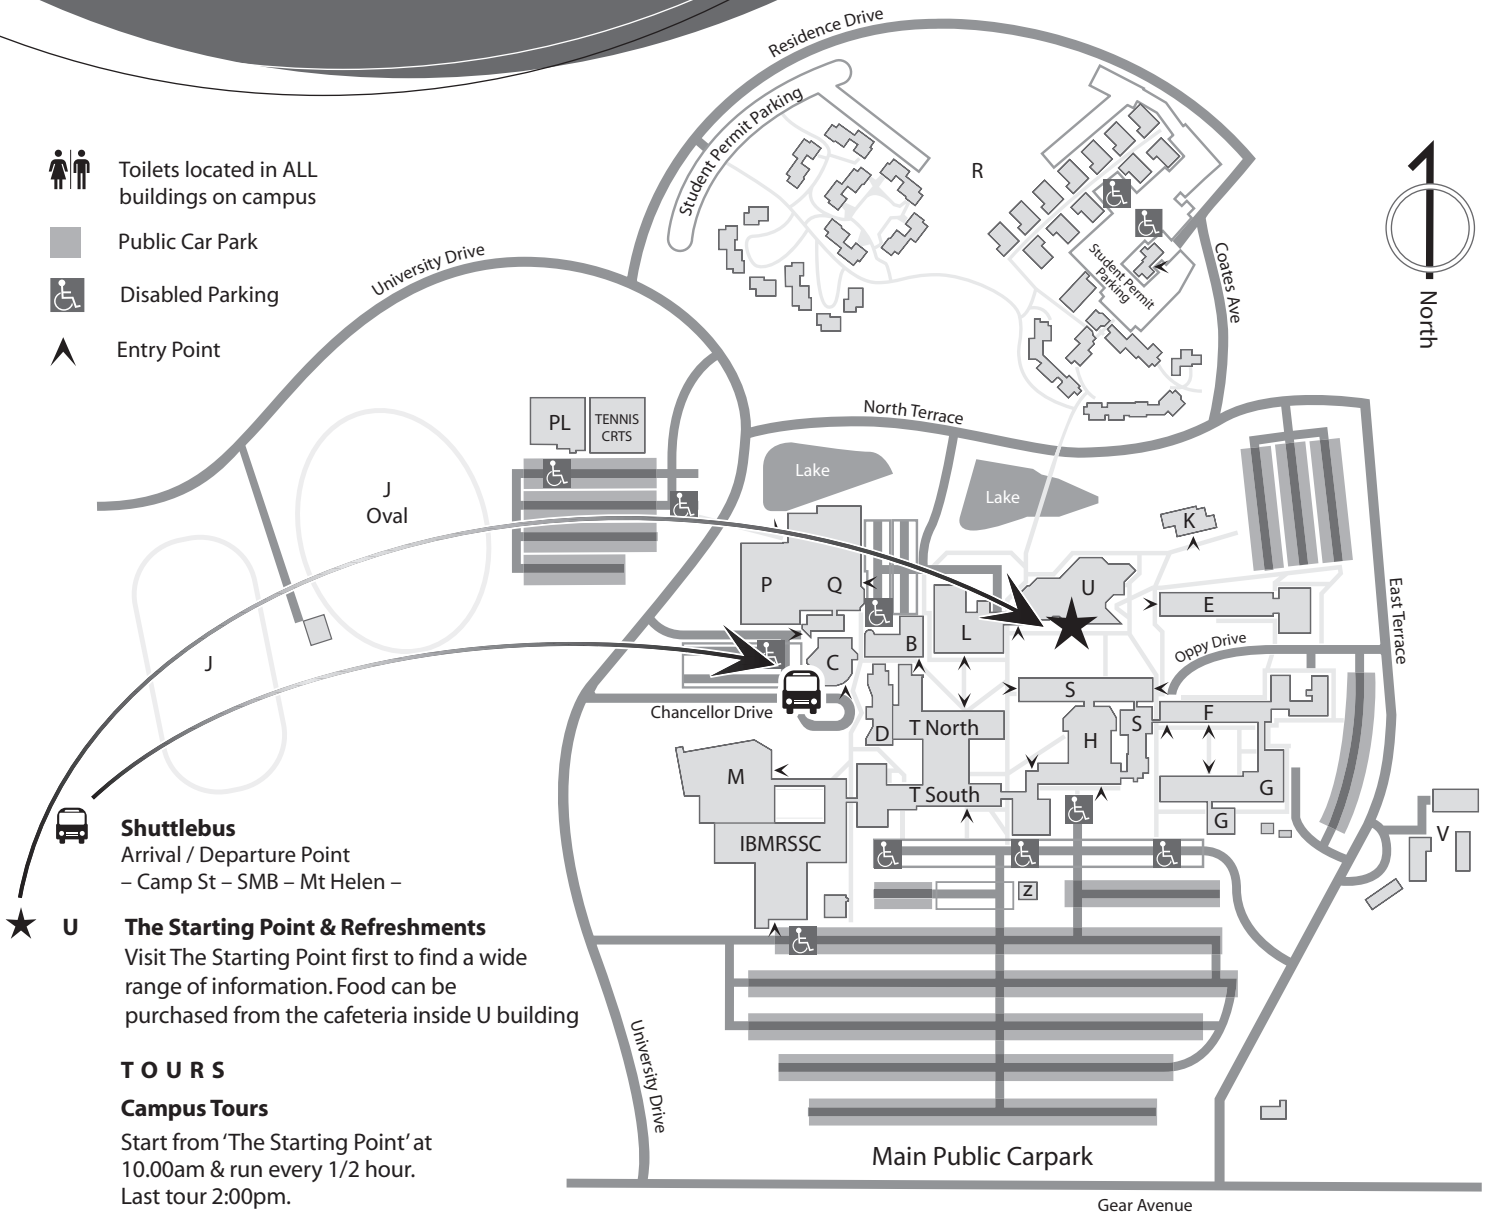 Residence Drive
Student Permit Parking
R
Toilets located in ALL
buildings on campus
Public Car Park
Disabled Parking
Entry Point
University Drive
Student Permit
Parking
Coates Ave
North
North Terrace
PL
TENNIS
CRTS
Lake
Lake
J
Oval
K
P
Q
U
E
East Terrace
L
B
Oppy Drive
J
C
S
Chancellor Drive
D
T North
H
S
F
M
T South
G
G
IBMRSSC
V
Z
Shuttlebus
Arrival / Departure Point
– Camp St – SMB – Mt Helen –
U The Starting Point & Refreshments
Visit The Starting Point first to find a wide
range of information. Food can be
purchased from the cafeteria inside U building
University Drive
TOURS
Campus Tours
Start from ‘The Starting Point’ at
10.00am & run every 1/2 hour.
Last tour 2:00pm.
Main Public Carpark
Gear Avenue